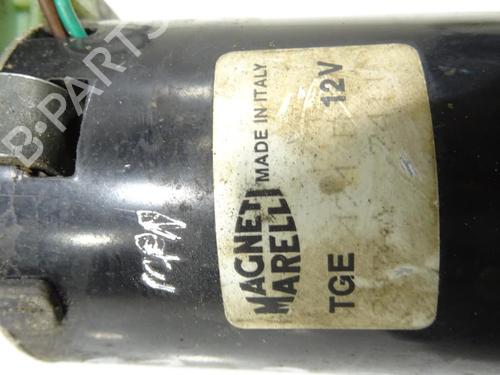 MAGNETI
MARELLI
MADE IN ITALY
TGE
12V
B-PARTS